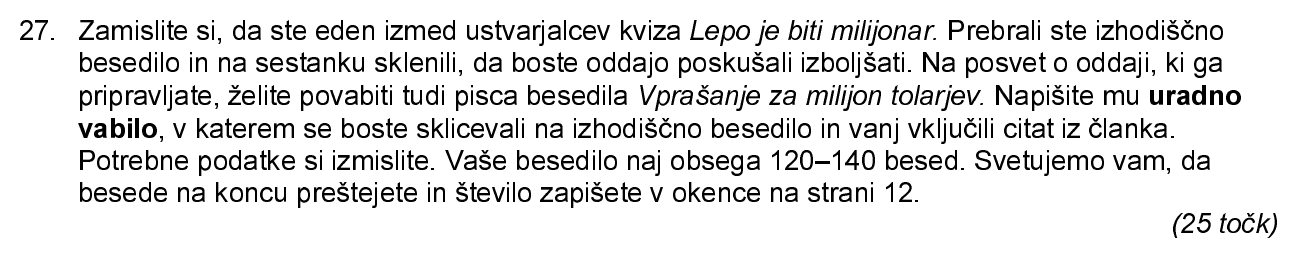 27. Zamislite si, da ste eden izmed ustvarjalcev kviza Lepo je biti milijonar. Prebrali ste izhodiščno
besedilo in na sestanku sklenili, da boste oddajo poskušali izboljšati. Na posvet o oddaji, ki ga
pripravljate, želite povabiti tudi pisca besedila Vprašanje za milijon tolarjev. Napišite mu uradno
vabilo, v katerem se boste sklicevali na izhodiščno besedilo in vanj vključili citat iz članka.
Potrebne podatke si izmislite. Vaše besedilo naj obsega 120–140 besed. Svetujemo vam, da
besede na koncu preštejete in število zapišete v okence na strani 12.
(25 točk)